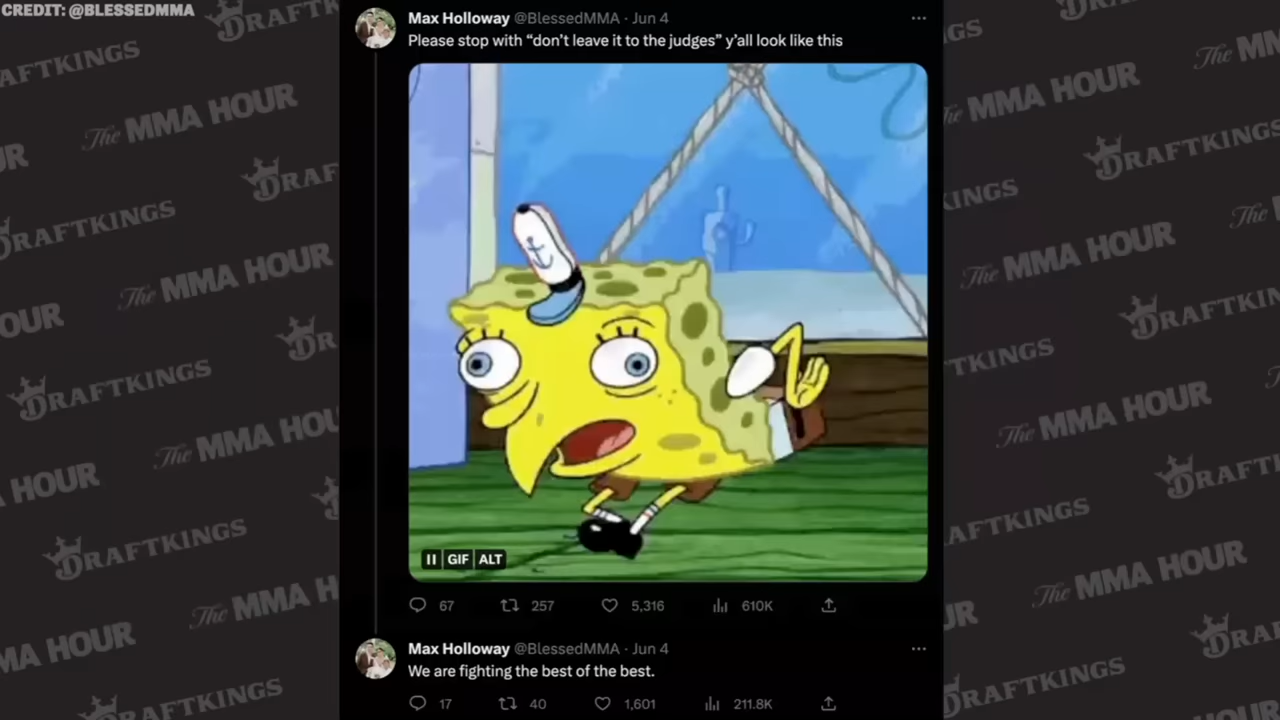 CREDIT: @BLESSEDMMA
Max Holloway @BlessedMMA · Jun 4
Please stop with “don’t leave it to the judges” y’all look like this
GIF ALT
67 257 5,316 610K
Max Holloway @BlessedMMA · Jun 4
We are fighting the best of the best.
17 40 1,601 211.8K
The MMA HOUR
DRAFTKINGS